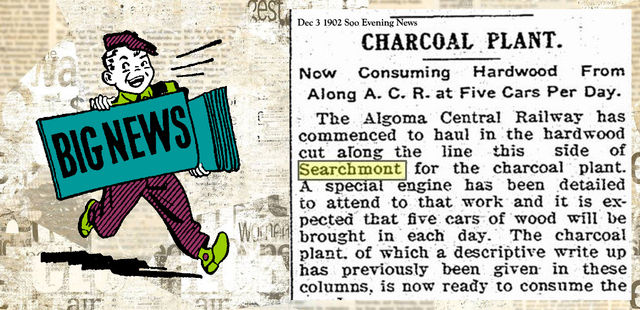 BIG NEWS
Dec 3 1902 Soo Evening News
CHARCOAL PLANT.
Now Consuming Hardwood From
Along A. C. R. at Five Cars Per Day.
The Algoma Central Railway has
commenced to haul in the hardwood
cut along the line this side of
Searchmont for the charcoal plant.
A special engine has been detailed
to attend to that work and it is ex-
pected that five cars of wood will be
brought in each day. The charcoal
plant, of which a descriptive write up
has previously been given in these
columns, is now ready to consume the